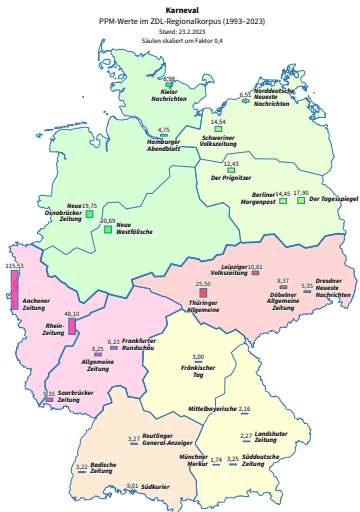 Karneval
PPM-Werte im ZDL-Regionalkorpus (1993–2023)
Stand: 23.2.2023
Säulen skaliert um Faktor 0,4
8,98
Kieler
Nachrichten
6,51
Norddeutsche
Neueste
Nachrichten
4,75
Hamburger
Abendblatt
14,54
Schweriner
Volkszeitung
12,43
Der Prignitzer
Berliner
Morgenpost
14,45
17,90
Der Tagesspiegel
Neue
Osnabrücker
Zeitung
19,75
20,69
Neue
Westfälische
115,53
Aachener
Zeitung
Leipziger
Volkszeitung
10,81
25,50
Thüringer
Allgemeine
8,37
Döbelner
Allgemeine
Zeitung
5,35
Dresdner
Neueste
Nachrichten
48,10
Rhein-
Zeitung
8,25
Allgemeine
Zeitung
8,23
Frankfurter
Rundschau
3,00
Fränkischer
Tag
9,35
Saarbrücker
Zeitung
Mittelbayerische
2,16
3,27
Reutlinger
General-Anzeiger
2,27
Landshuter
Zeitung
3,22
Badische
Zeitung
Münchner
Merkur
1,74
3,25
Süddeutsche
Zeitung
3,01
Südkurier